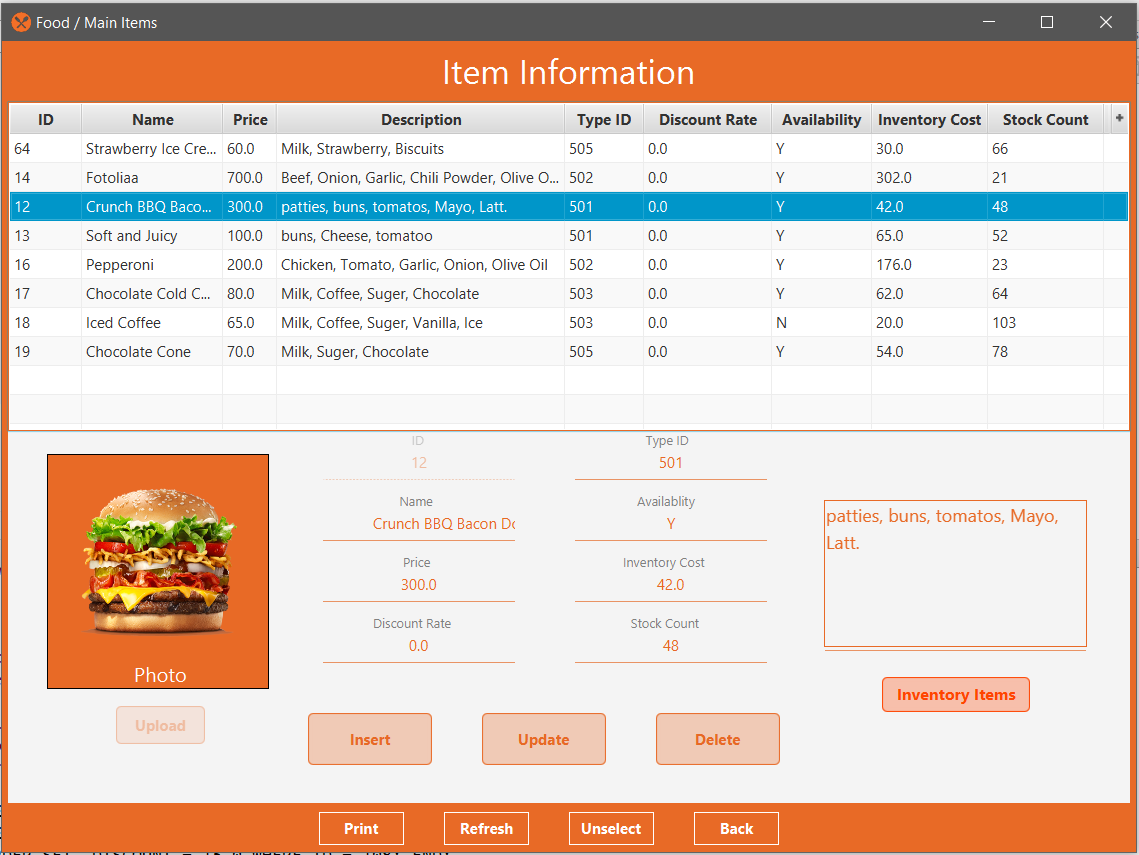 Food / Main Items
Item Information
ID Name Price Description Type ID Discount Rate Availability Inventory Cost Stock Count +
64 Strawberry Ice Cre... 60.0 Milk, Strawberry, Biscuits 505 0.0 Y 30.0 66
14 Fotoliaa 700.0 Beef, Onion, Garlic, Chili Powder, Olive O... 502 0.0 Y 302.0 21
12 Crunch BBQ Baco... 300.0 patties, buns, tomatos, Mayo, Latt. 501 0.0 Y 42.0 48
13 Soft and Juicy 100.0 buns, Cheese, tomatoo 501 0.0 Y 65.0 52
16 Pepperoni 200.0 Chicken, Tomato, Garlic, Onion, Olive Oil 502 0.0 Y 176.0 23
17 Chocolate Cold C... 80.0 Milk, Coffee, Suger, Chocolate 503 0.0 Y 62.0 64
18 Iced Coffee 65.0 Milk, Coffee, Suger, Vanilla, Ice 503 0.0 N 20.0 103
19 Chocolate Cone 70.0 Milk, Suger, Chocolate 505 0.0 Y 54.0 78
ID Type ID
12 501
Name Availablity
Crunch BBQ Bacon Do Y
Price Inventory Cost
300.0 42.0
Discount Rate Stock Count
0.0 48
patties, buns, tomatos, Mayo,
Latt.
Photo
Upload
Inventory Items
Insert Update Delete
Print Refresh Unselect Back